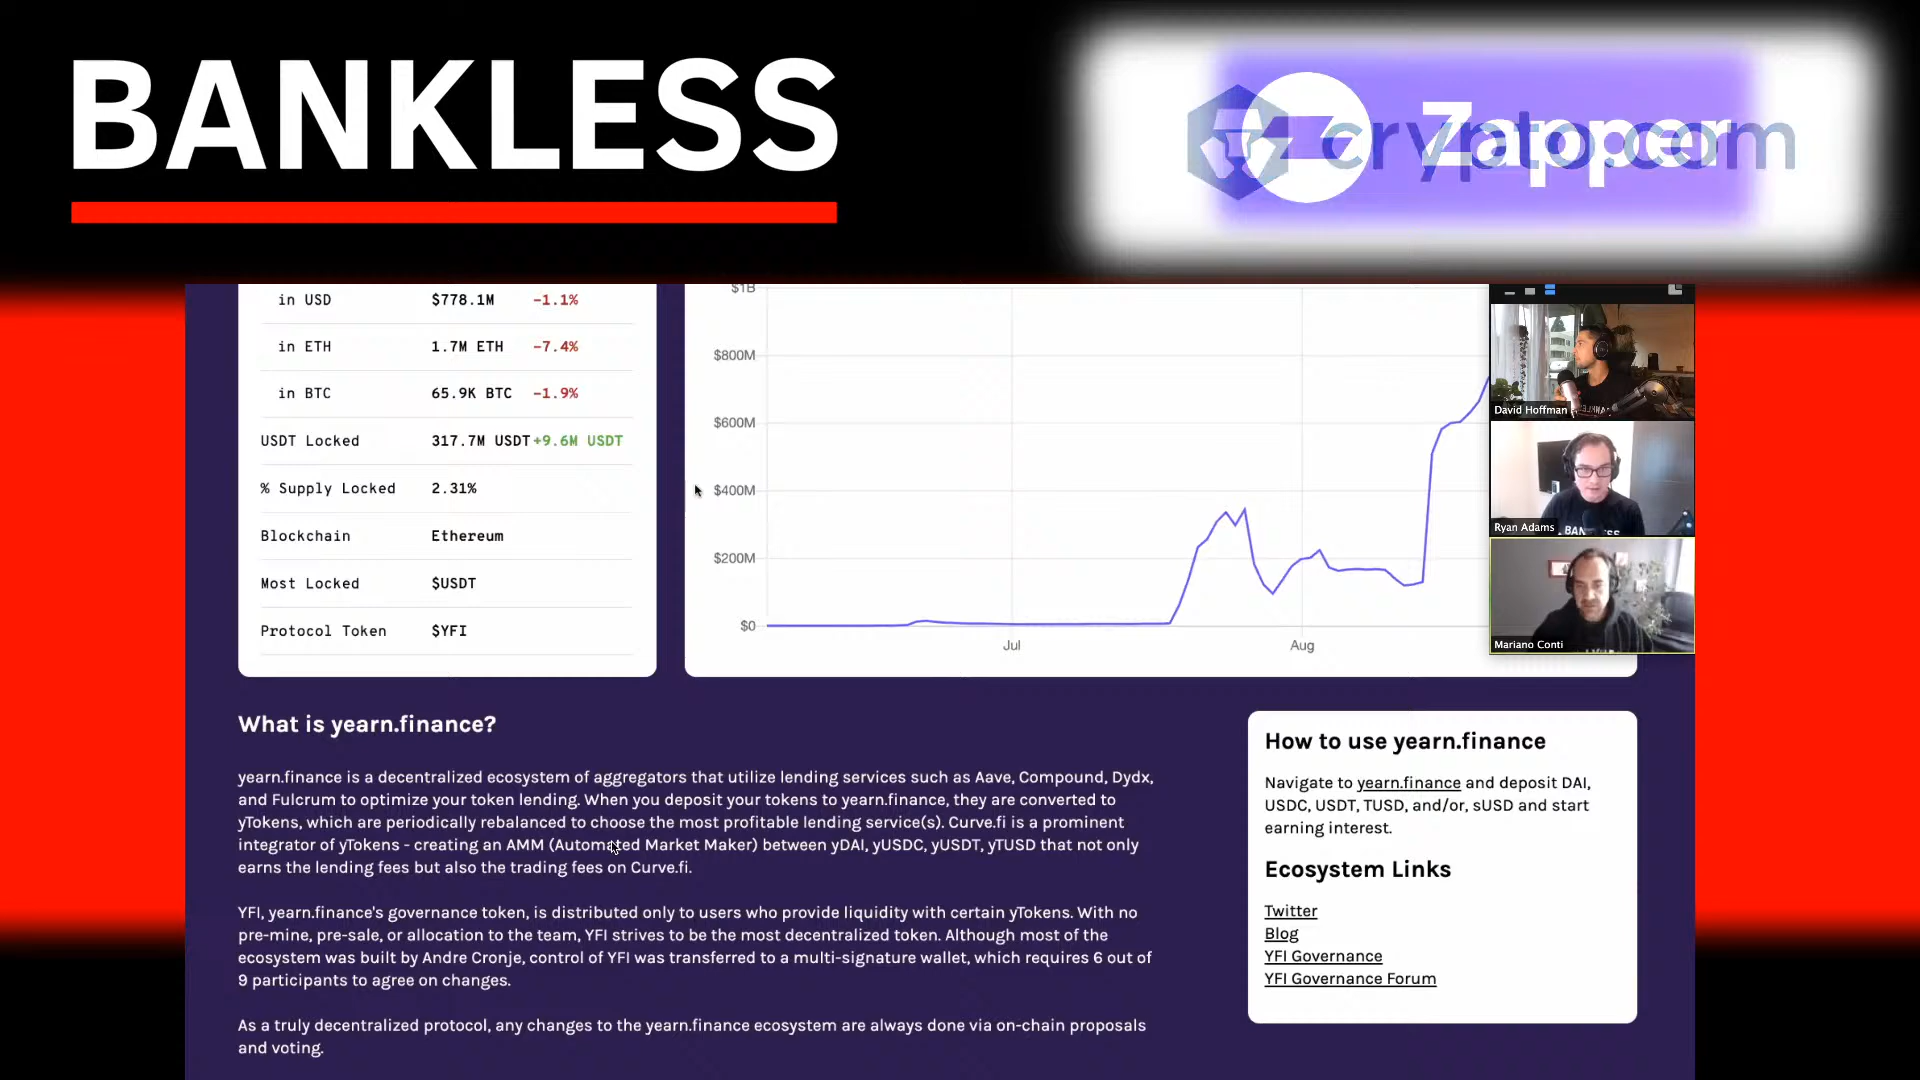 BANKLESS
Zapper
crypto.com
in USD $778.1M -1.1%
in ETH 1.7M ETH -7.4%
in BTC 65.9K BTC -1.9%
USDT Locked 317.7M USDT +9.6M USDT
% Supply Locked 2.31%
Blockchain Ethereum
Most Locked $USDT
Protocol Token $YFI
$1B
$800M
$600M
$400M
$200M
$0
Jul Aug
David Hoffman
Ryan Adams
Mariano Conti
What is yearn.finance?
yearn.finance is a decentralized ecosystem of aggregators that utilize lending services such as Aave, Compound, Dydx,
and Fulcrum to optimize your token lending. When you deposit your tokens to yearn.finance, they are converted to
yTokens, which are periodically rebalanced to choose the most profitable lending service(s). Curve.fi is a prominent
integrator of yTokens - creating an AMM (Automated Market Maker) between yDAI, yUSDC, yUSDT, yTUSD that not only
earns the lending fees but also the trading fees on Curve.fi.
YFI, yearn.finance's governance token, is distributed only to users who provide liquidity with certain yTokens. With no
pre-mine, pre-sale, or allocation to the team, YFI strives to be the most decentralized token. Although most of the
ecosystem was built by Andre Cronje, control of YFI was transferred to a multi-signature wallet, which requires 6 out of
9 participants to agree on changes.
As a truly decentralized protocol, any changes to the yearn.finance ecosystem are always done via on-chain proposals
and voting.
How to use yearn.finance
Navigate to yearn.finance and deposit DAI,
USDC, USDT, TUSD, and/or, sUSD and start
earning interest.
Ecosystem Links
Twitter
Blog
YFI Governance
YFI Governance Forum